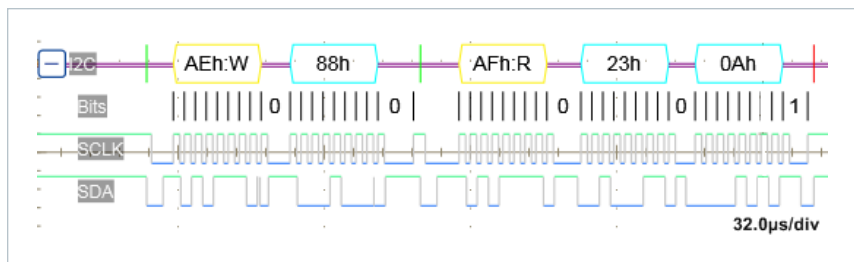 I2C AEh:W 88h AFh:R 23h 0Ah
Bits 0 0 0 0 1
SCLK
SDA
32.0µs/div